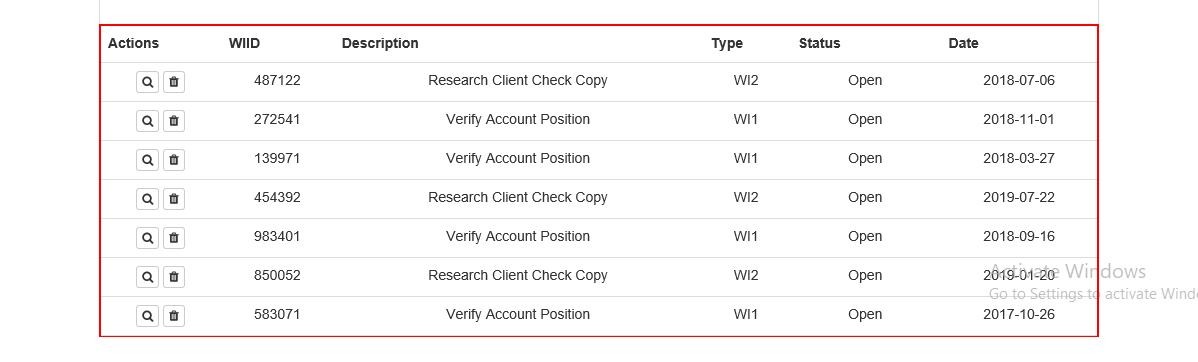 Actions WIID Description Type Status Date
487122 Research Client Check Copy WI2 Open 2018-07-06
272541 Verify Account Position WI1 Open 2018-11-01
139971 Verify Account Position WI1 Open 2018-03-27
454392 Research Client Check Copy WI2 Open 2019-07-22
983401 Verify Account Position WI1 Open 2018-09-16
850052 Research Client Check Copy WI2 Open 2019-01-20
Activate Windows
Go to Settings to activate Wind
583071 Verify Account Position WI1 Open 2017-10-26